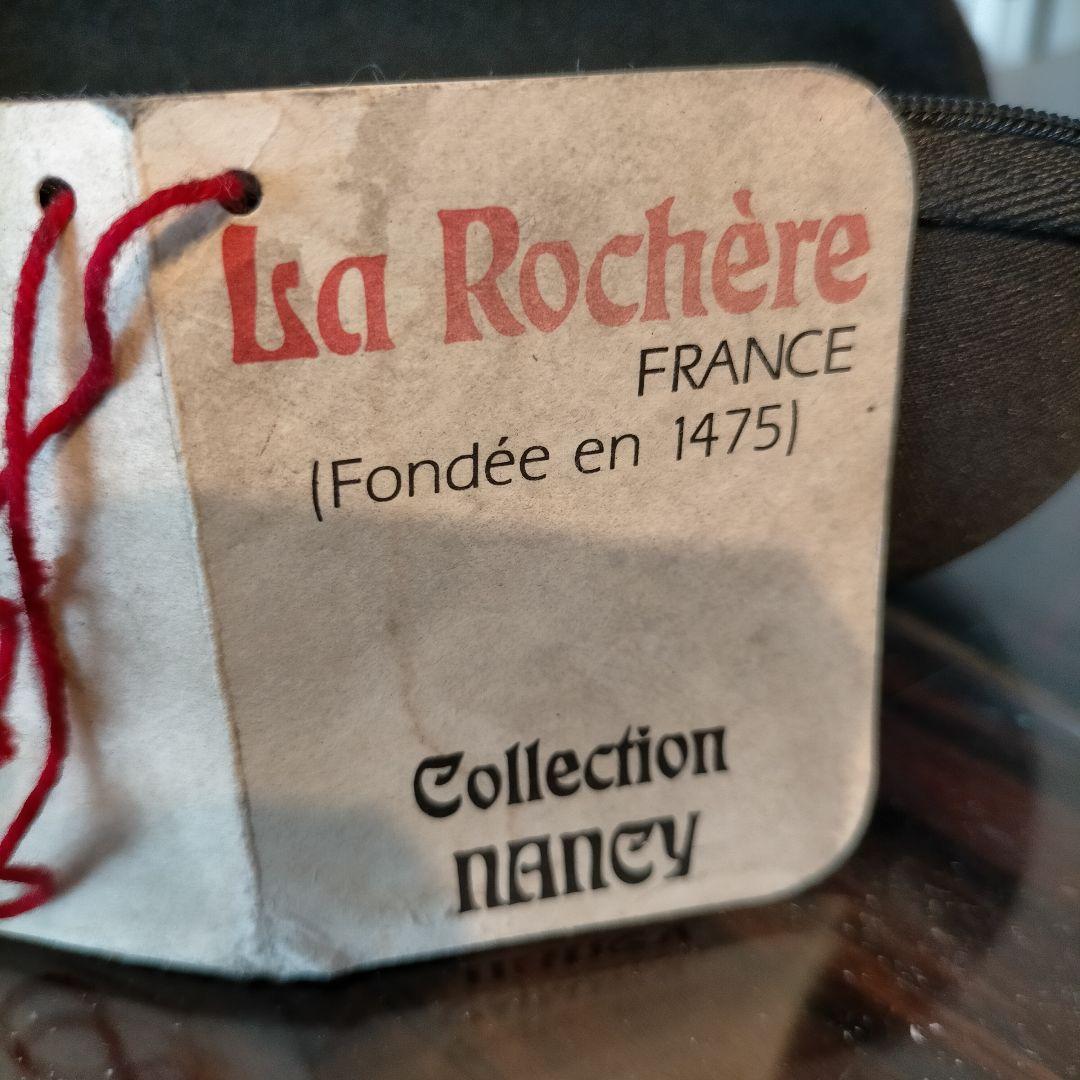 La Rochère
FRANCE
(Fondée en 1475)
Collection
NANCY